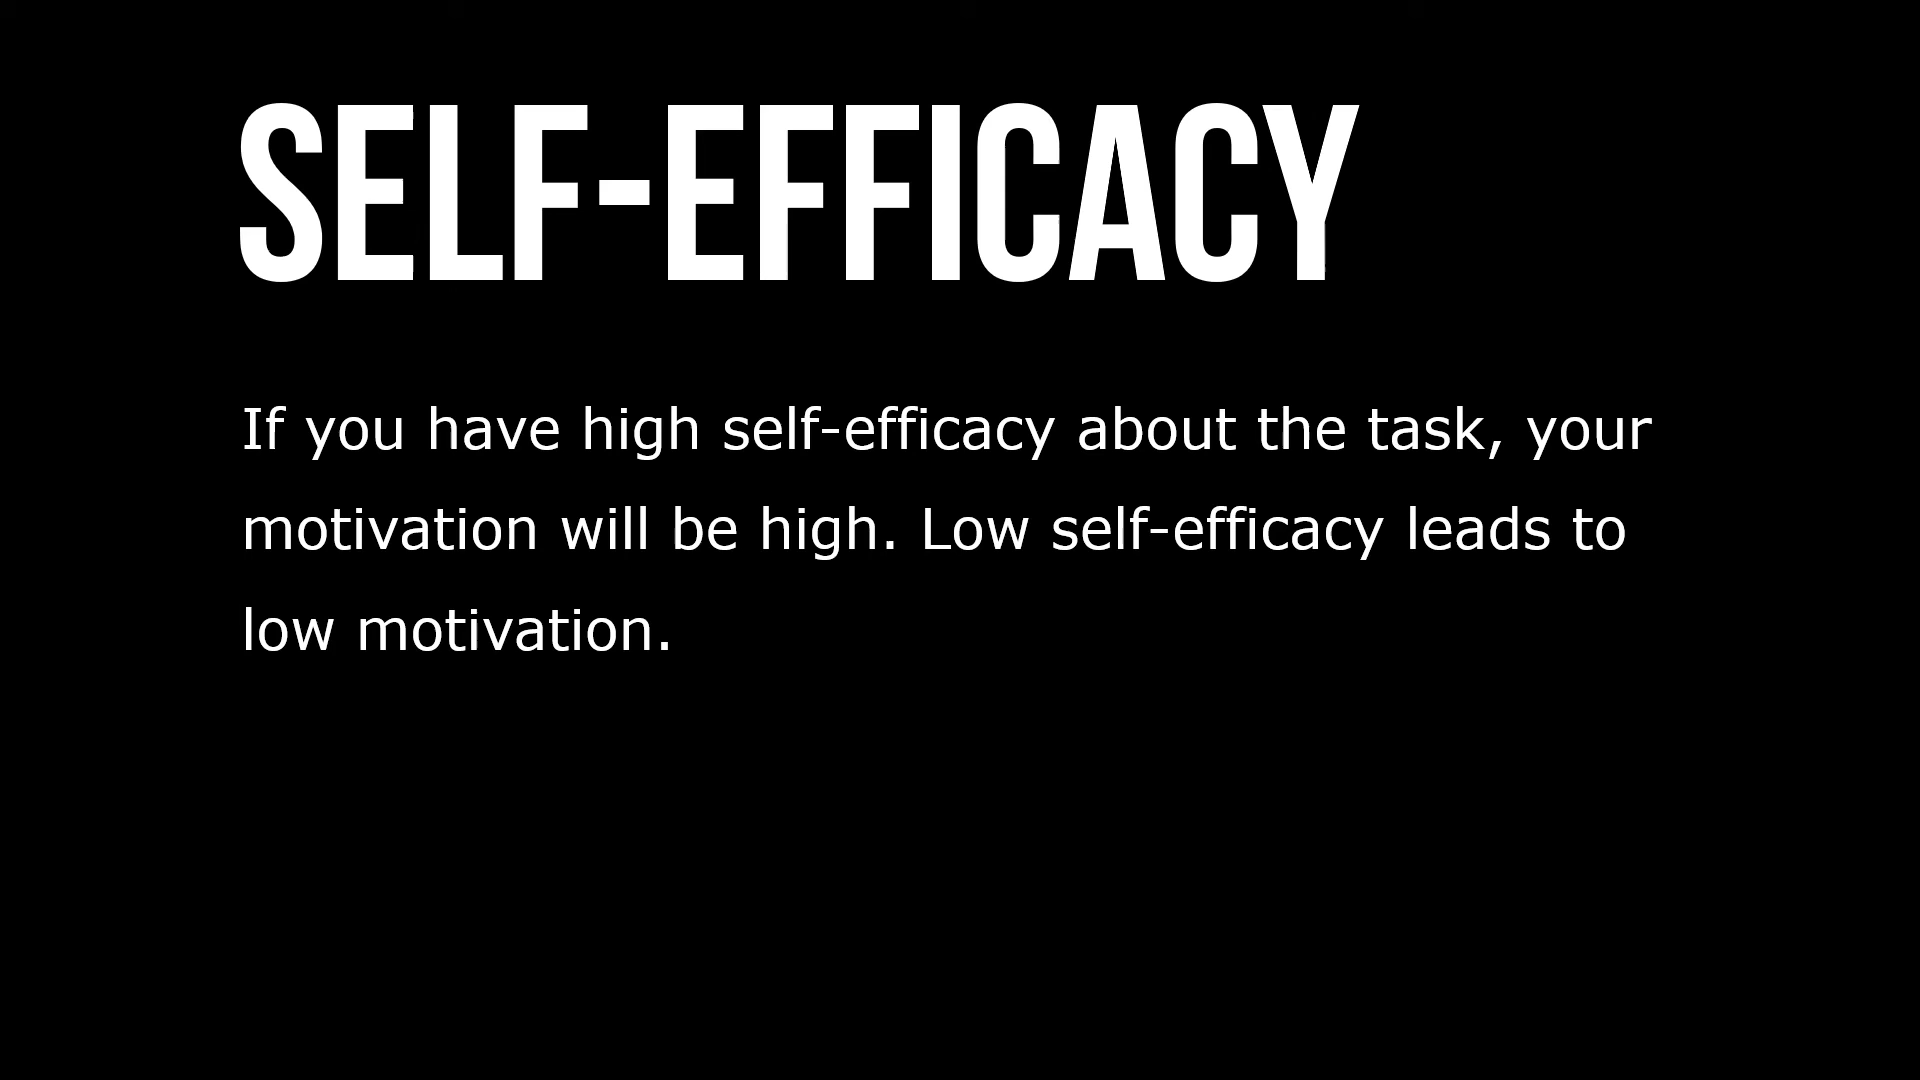 SELF-EFFICACY
If you have high self-efficacy about the task, your
motivation will be high. Low self-efficacy leads to
low motivation.